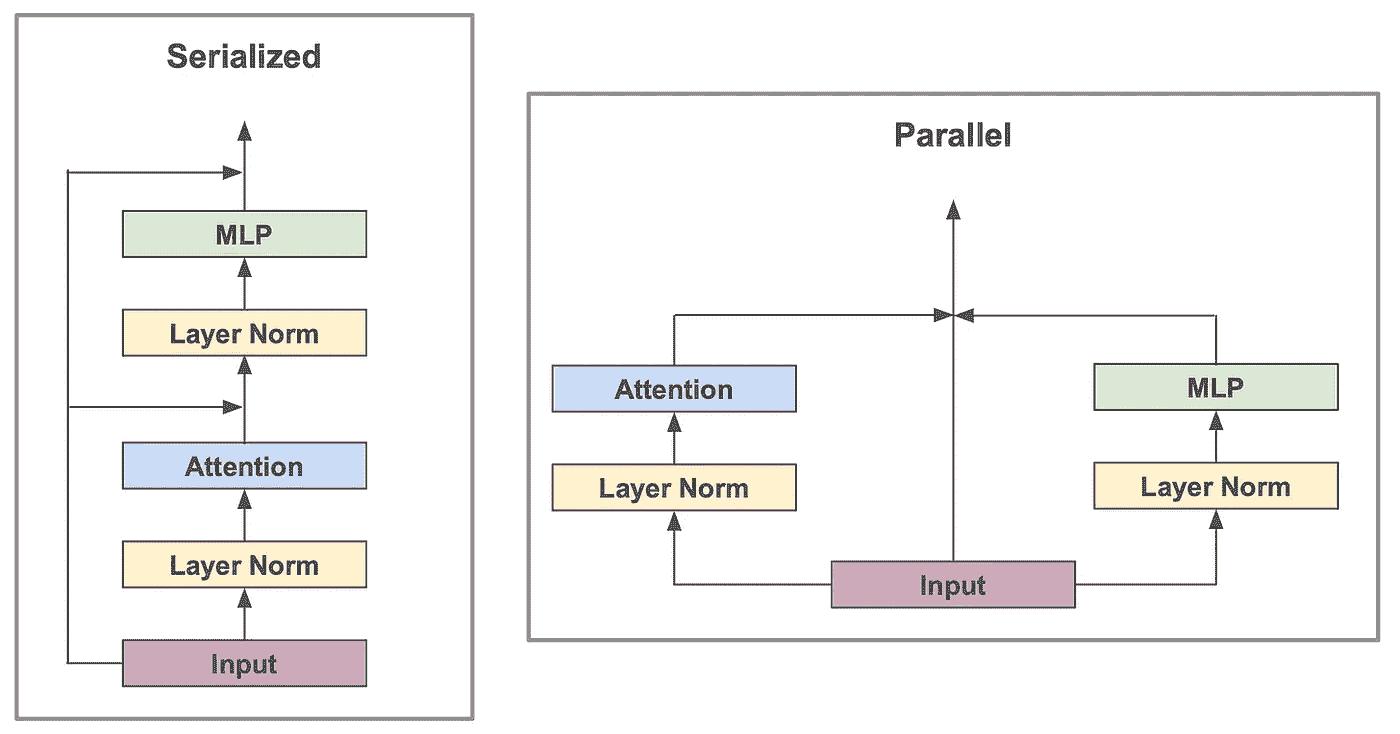 Serialized
MLP
Layer Norm
Attention
Layer Norm
Input
Parallel
Attention
MLP
Layer Norm
Layer Norm
Input